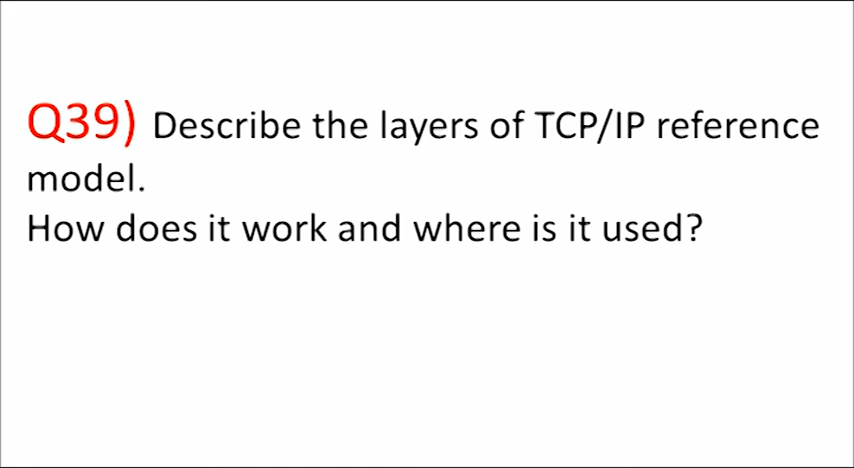 Q39) Describe the layers of TCP/IP reference
model.
How does it work and where is it used?